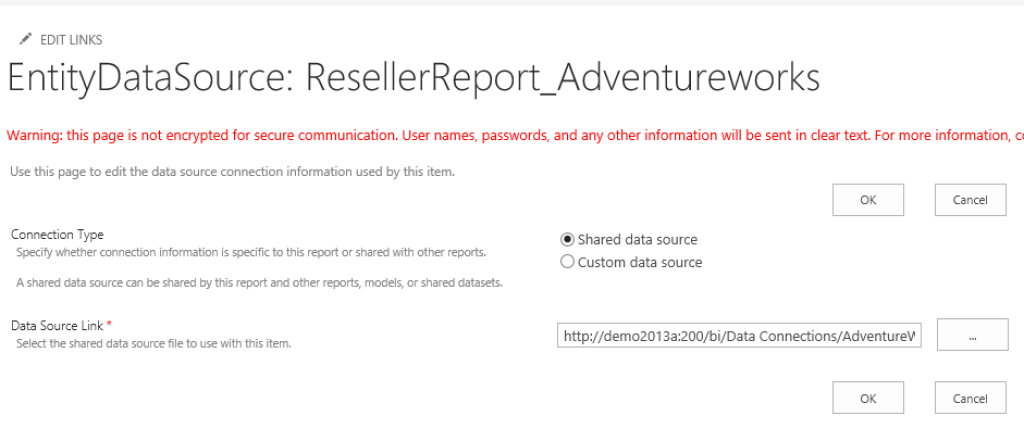 EDIT LINKS
EntityDataSource: ResellerReport_Adventureworks
Warning: this page is not encrypted for secure communication. User names, passwords, and any other information will be sent in clear text. For more information, co
Use this page to edit the data source connection information used by this item.
OK Cancel
Connection Type
Specify whether connection information is specific to this report or shared with other reports.
A shared data source can be shared by this report and other reports, models, or shared datasets.
Shared data source
Custom data source
Data Source Link *
Select the shared data source file to use with this item.
http://demo2013a:200/bi/Data Connections/AdventureW
...
OK Cancel